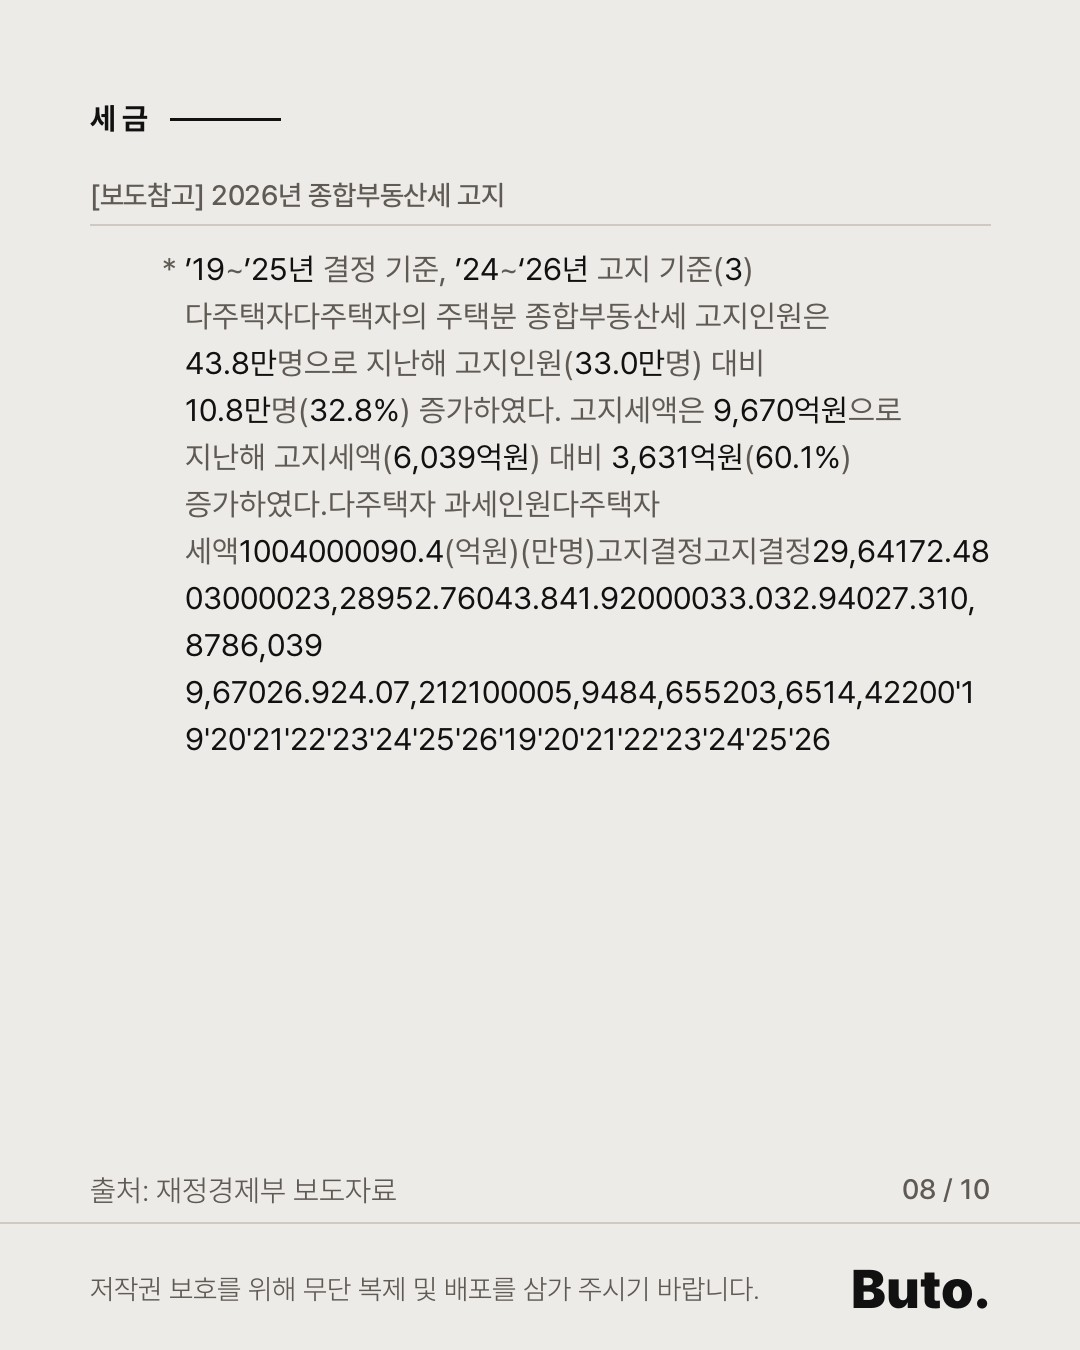 세금
[보도참고] 2026년 종합부동산세 고지
* ’19~’25년 결정 기준, ’24~‘26년 고지 기준(3)
다주택자다주택자의 주택분 종합부동산세 고지인원은
43.8만명으로 지난해 고지인원(33.0만명) 대비
10.8만명(32.8%) 증가하였다. 고지세액은 9,670억원으로
지난해 고지세액(6,039억원) 대비 3,631억원(60.1%)
증가하였다.다주택자 과세인원다주택자
세액1004000090.4(억원)(만명)고지결정고지결정29,64172.48
03000023,28952.76043.841.92000033.032.94027.310,
8786,039
9,67026.924.07,212100005,9484,655203,6514,42200'1
9'20'21'22'23'24'25'26'19'20'21'22'23'24'25'26
출처: 재정경제부 보도자료
08 / 10
저작권 보호를 위해 무단 복제 및 배포를 삼가 주시기 바랍니다.
Buto.